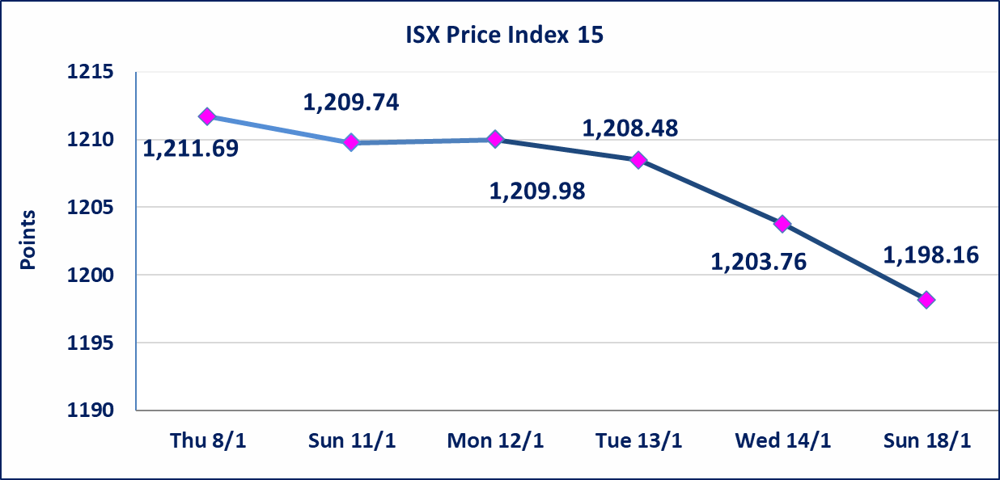 ISX Price Index 15
1215
1210
1205
1200
1195
1190
Points
1,211.69
1,209.74
1,209.98
1,208.48
1,203.76
1,198.16
Thu 8/1
Sun 11/1
Mon 12/1
Tue 13/1
Wed 14/1
Sun 18/1